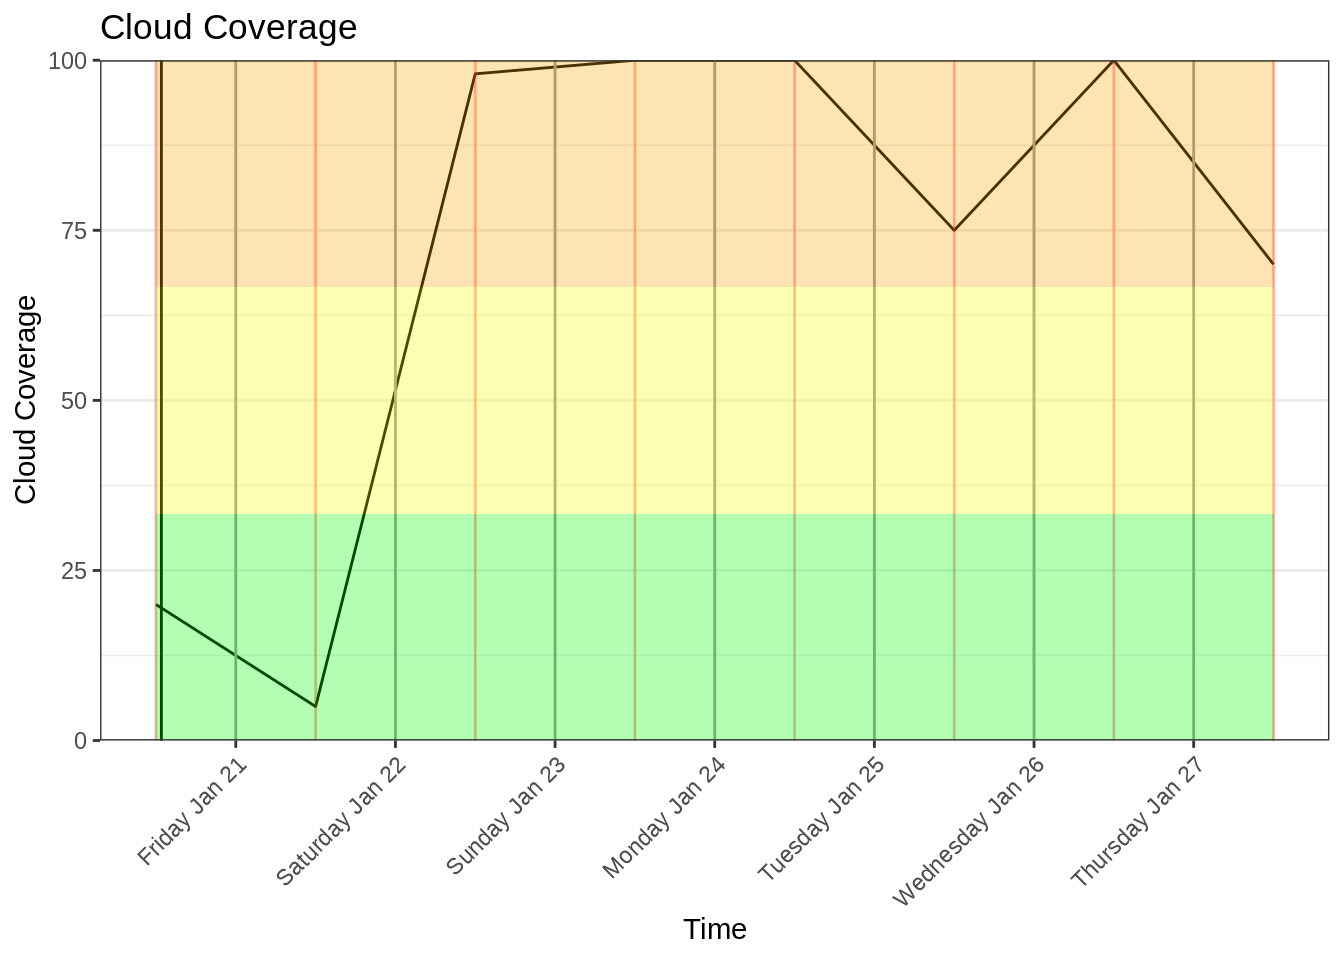 Cloud Coverage
100
75
50
25
0
Cloud Coverage
Friday Jan 21
Saturday Jan 22
Sunday Jan 23
Monday Jan 24
Tuesday Jan 25
Wednesday Jan 26
Thursday Jan 27
Time